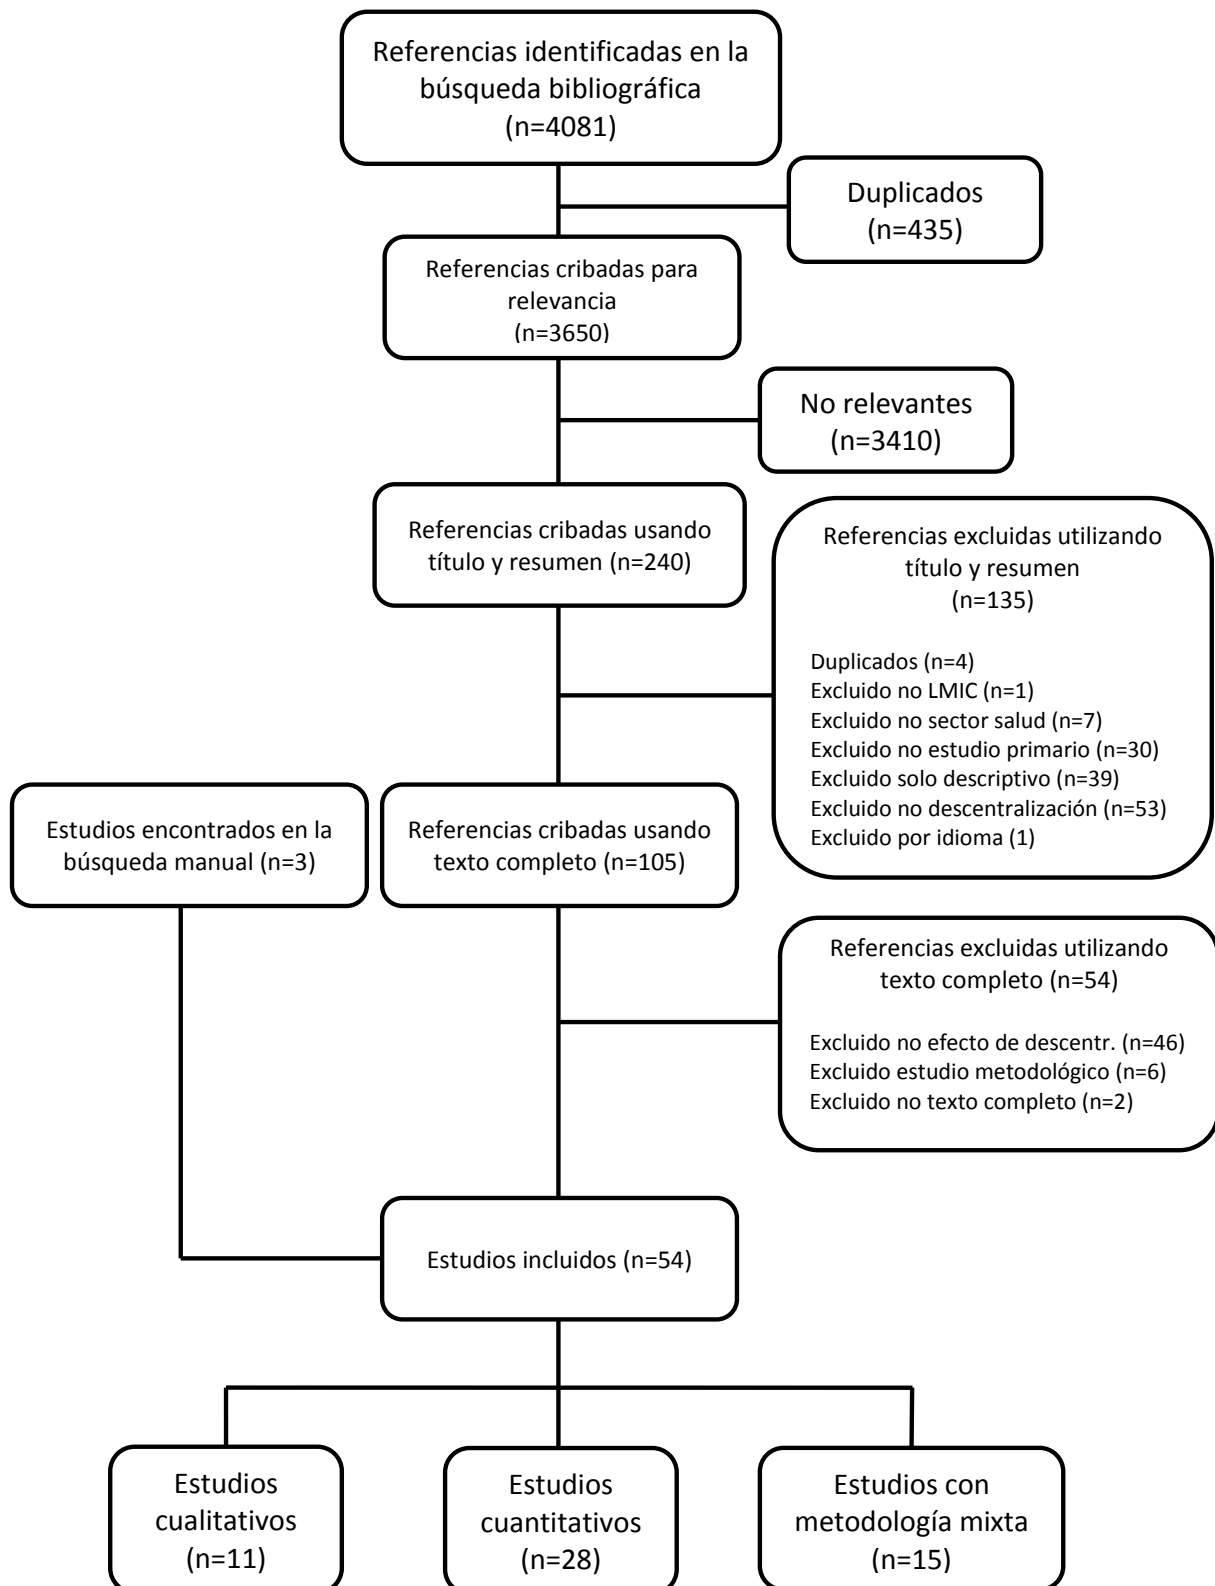 Referencias identificadas en la
búsqueda bibliográfica
(n=4081)
Duplicados
(n=435)
Referencias cribadas para
relevancia
(n=3650)
No relevantes
(n=3410)
Referencias cribadas usando
título y resumen (n=240)
Referencias excluidas utilizando
título y resumen
(n=135)
Duplicados (n=4)
Excluido no LMIC (n=1)
Excluido no sector salud (n=7)
Excluido no estudio primario (n=30)
Excluido solo descriptivo (n=39)
Excluido no descentralización (n=53)
Excluido por idioma (1)
Estudios encontrados en la
búsqueda manual (n=3)
Referencias cribadas usando
texto completo (n=105)
Referencias excluidas utilizando
texto completo (n=54)
Excluido no efecto de descentr. (n=46)
Excluido estudio metodológico (n=6)
Excluido no texto completo (n=2)
Estudios incluidos (n=54)
Estudios
cualitativos
(n=11)
Estudios
cuantitativos
(n=28)
Estudios con
metodología mixta
(n=15)